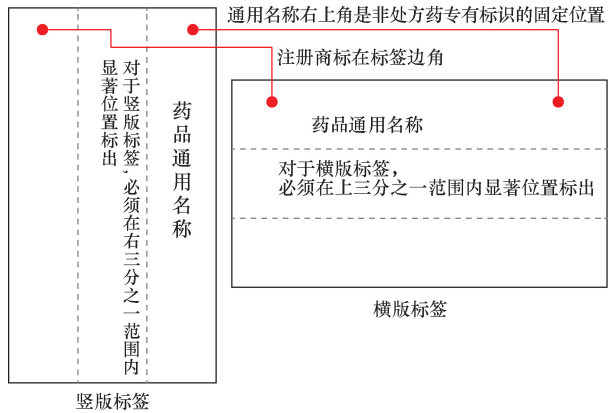 通用名称右上角是非处方药专有标识的固定位置
注册商标在标签边角
药品通用名称
对于竖版标签,必须在右三分之一范围内
显著位置标出
药品通用名称
对于横版标签,
必须在上三分之一范围内显著位置标出
横版标签
竖版标签